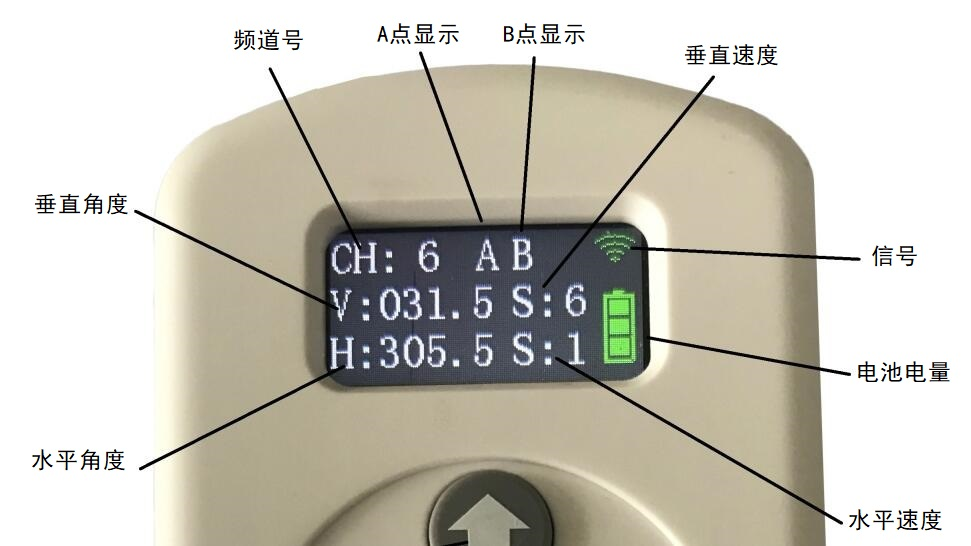 频道号
A点显示
B点显示
垂直速度
垂直角度
CH: 6 A B
信号
V:031.5 S:6
H:305.5 S:1
电池电量
水平角度
水平速度